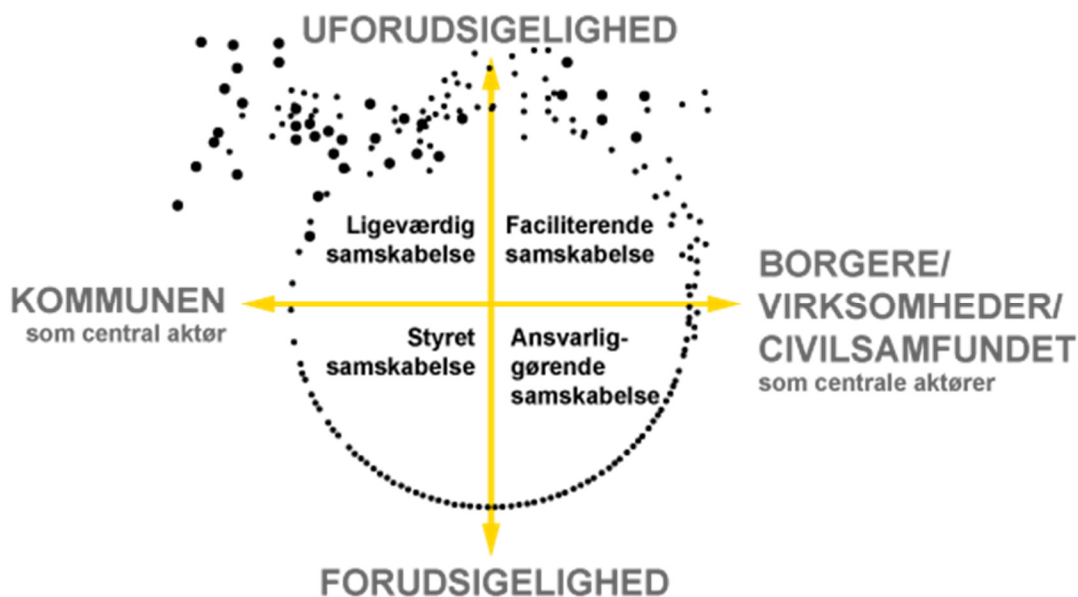 UFORUDSIGELIGHED
Ligeværdig
samskabelse
Faciliterende
samskabelse
KOMMUNEN
som central aktør
BORGERE/
VIRKSOMHEDER/
CIVILSAMFUNDET
som centrale aktører
Styret
samskabelse
Ansvarlig-
gørende
samskabelse
FORUDSIGELIGHED